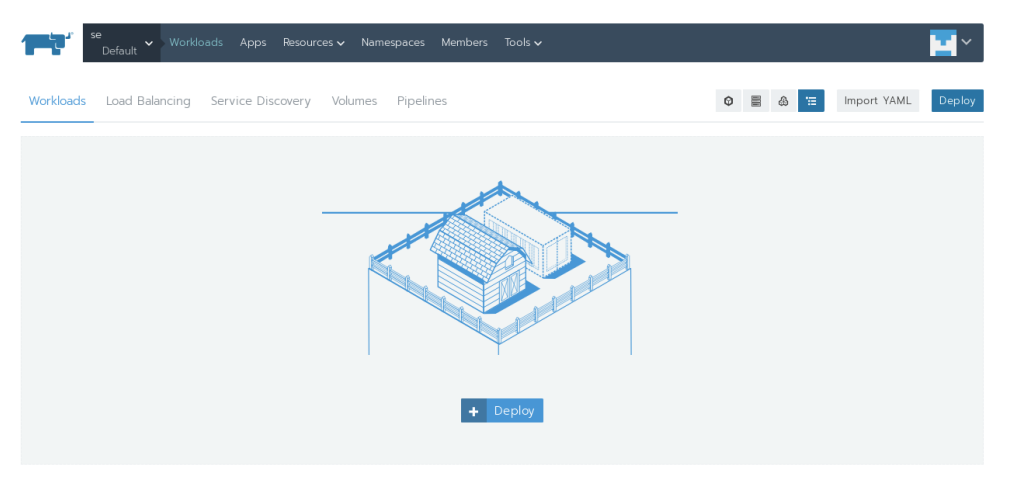 se
Default
Workloads Apps Resources Namespaces Members Tools
Workloads Load Balancing Service Discovery Volumes Pipelines Import YAML Deploy
Deploy